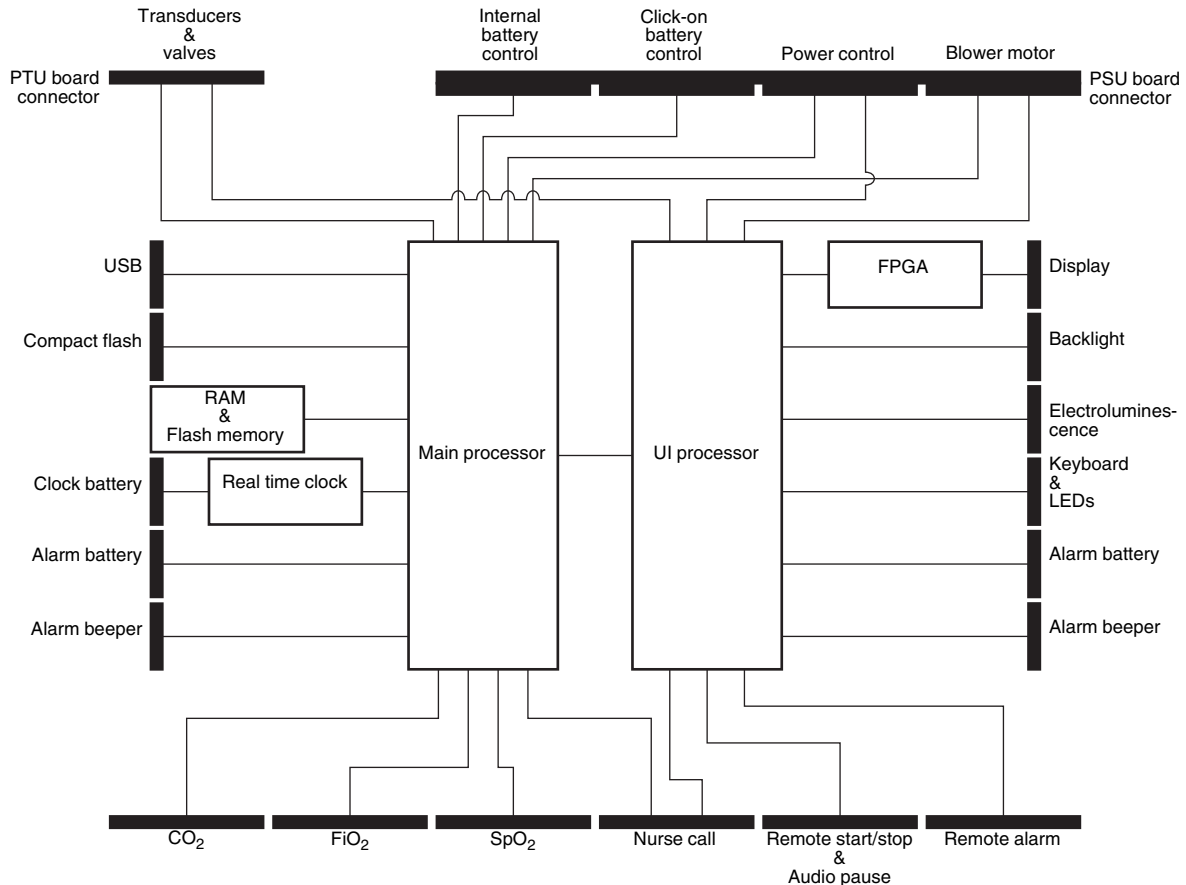 Transducers
&
valves
Internal
battery
control
Click-on
battery
control
Power control
Blower motor
PTU board
connector
PSU board
connector
USB
FPGA
Display
Compact flash
Backlight
RAM
&
Flash memory
Electrolumines-
cence
Main processor
UI processor
Clock battery
Real time clock
Keyboard
&
LEDs
Alarm battery
Alarm battery
Alarm beeper
Alarm beeper
CO₂
FiO₂
SpO₂
Nurse call
Remote start/stop
&
Audio pause
Remote alarm